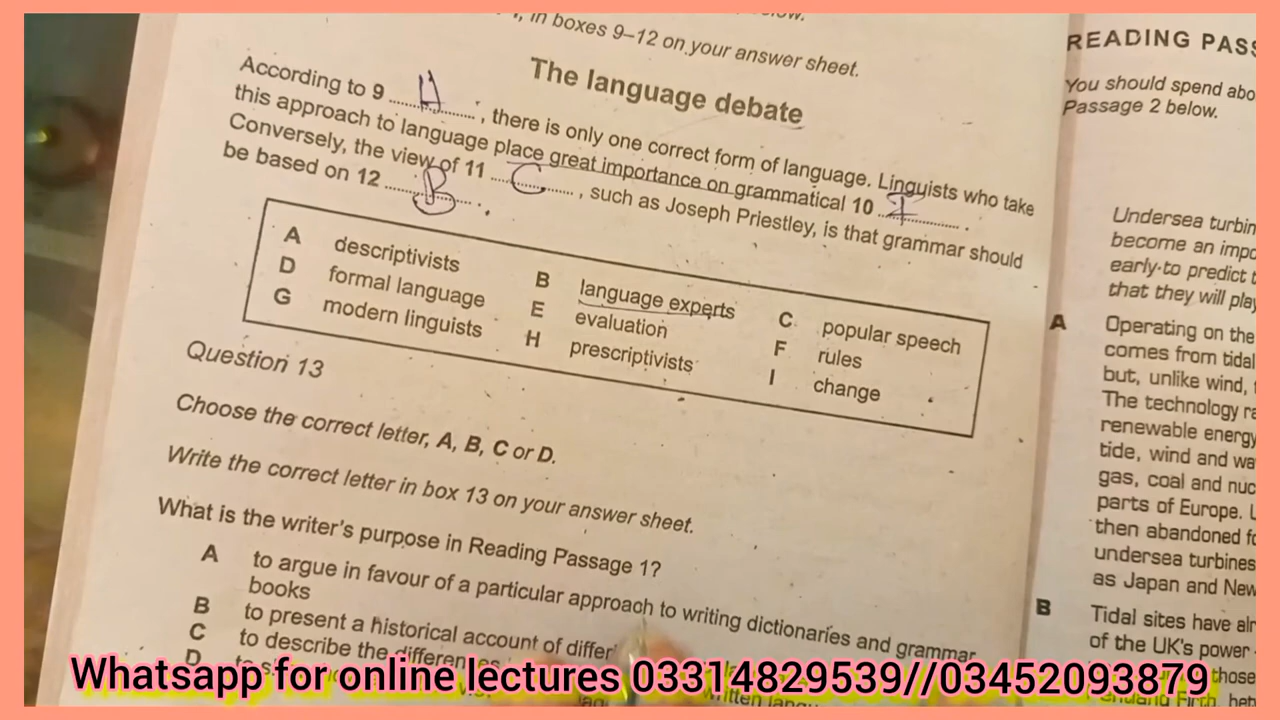 , in boxes 9–12 on your answer sheet.
The language debate
According to 9 H , there is only one correct form of language. Linguists who take
this approach to language place great importance on grammatical 10 I .
Conversely, the view of 11 C , such as Joseph Priestley, is that grammar should
be based on 12 B .
A descriptivists B language experts C popular speech
D formal language E evaluation F rules
G modern linguists H prescriptivists I change
Question 13
Choose the correct letter, A, B, C or D.
Write the correct letter in box 13 on your answer sheet.
What is the writer's purpose in Reading Passage 1?
A to argue in favour of a particular approach to writing dictionaries and grammar
books
B to present a historical account of differ
C to describe the differen
D
READING PASS
You should spend abo
Passage 2 below.
Undersea turbin
become an impo
early to predict t
that they will play
A Operating on the
comes from tidal
but, unlike wind,
The technology ra
renewable energy
tide, wind and wa
gas, coal and nuc
parts of Europe. U
then abandoned fo
undersea turbines
as Japan and New
B Tidal sites have alr
of the UK's power
those
Firth, bet
Whatsapp for online lectures 03314829539//03452093879